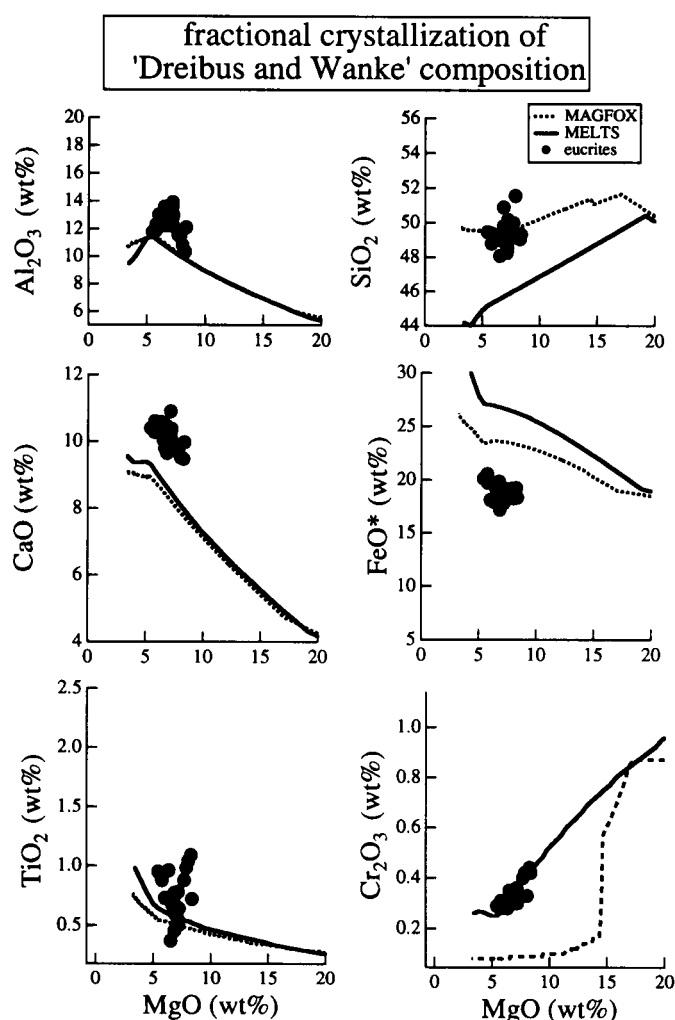 fractional crystallization of
'Dreibus and Wanke' composition
MAGFOX
MELTS
eucrites
Al₂O₃ (wt%)
20
18
16
14
12
10
8
6
0 5 10 15 20
SiO₂ (wt%)
56
54
52
50
48
46
44
0 5 10 15 20
CaO (wt%)
12
10
8
6
4
0 5 10 15 20
FeO* (wt%)
30
25
20
15
10
5
0 5 10 15 20
TiO₂ (wt%)
2.5
2.0
1.5
1.0
0.5
0 5 10 15 20
MgO (wt%)
Cr₂O₃ (wt%)
1.0
0.8
0.6
0.4
0.2
0 5 10 15 20
MgO (wt%)